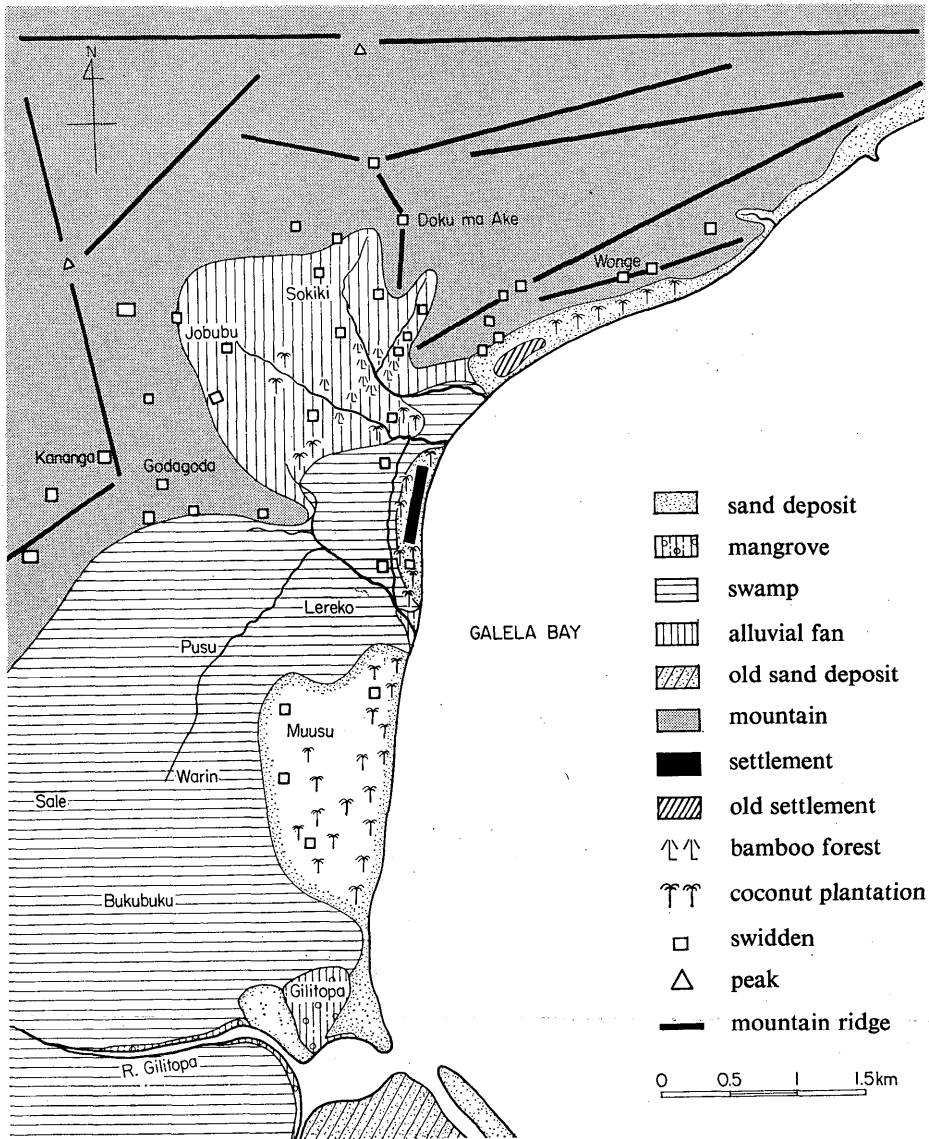 N
Doku ma Ake
Wonge
Sokiki
Jobubu
Kananga
Godagoda
Lereko
GALELA BAY
Pusu
Muusu
Warin
Sale
Bukubuku
Gilitopa
R. Gilitopa
sand deposit
mangrove
swamp
alluvial fan
old sand deposit
mountain
settlement
old settlement
bamboo forest
coconut plantation
swidden
peak
mountain ridge
0 0.5 1 1.5km